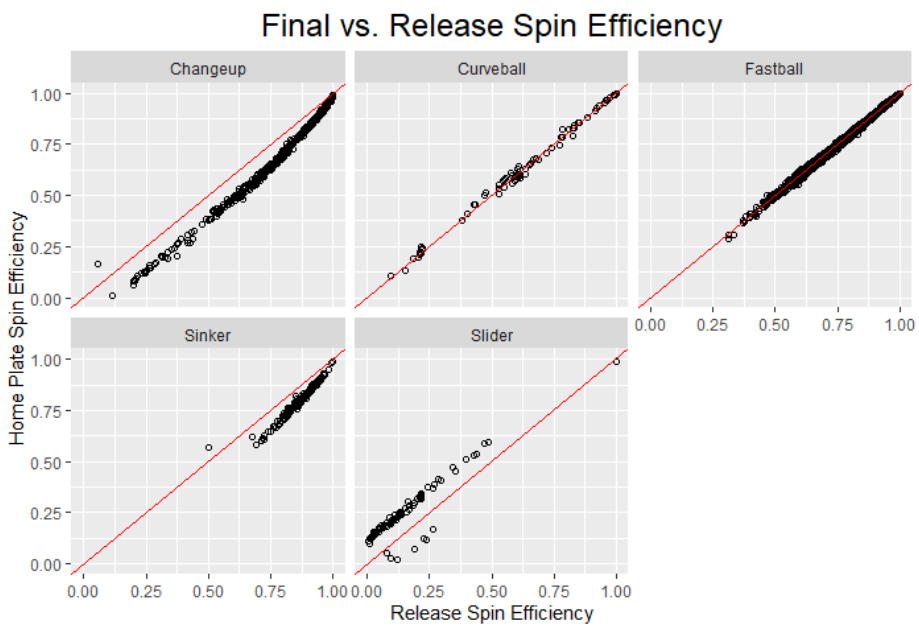 Final vs. Release Spin Efficiency
Changeup
Curveball
Fastball
1.00
0.75
0.50
0.25
0.00
0.00 0.25 0.50 0.75 1.00
Sinker
Slider
1.00
0.75
0.50
0.25
0.00
0.00 0.25 0.50 0.75 1.00
0.00 0.25 0.50 0.75 1.00
Home Plate Spin Efficiency
Release Spin Efficiency